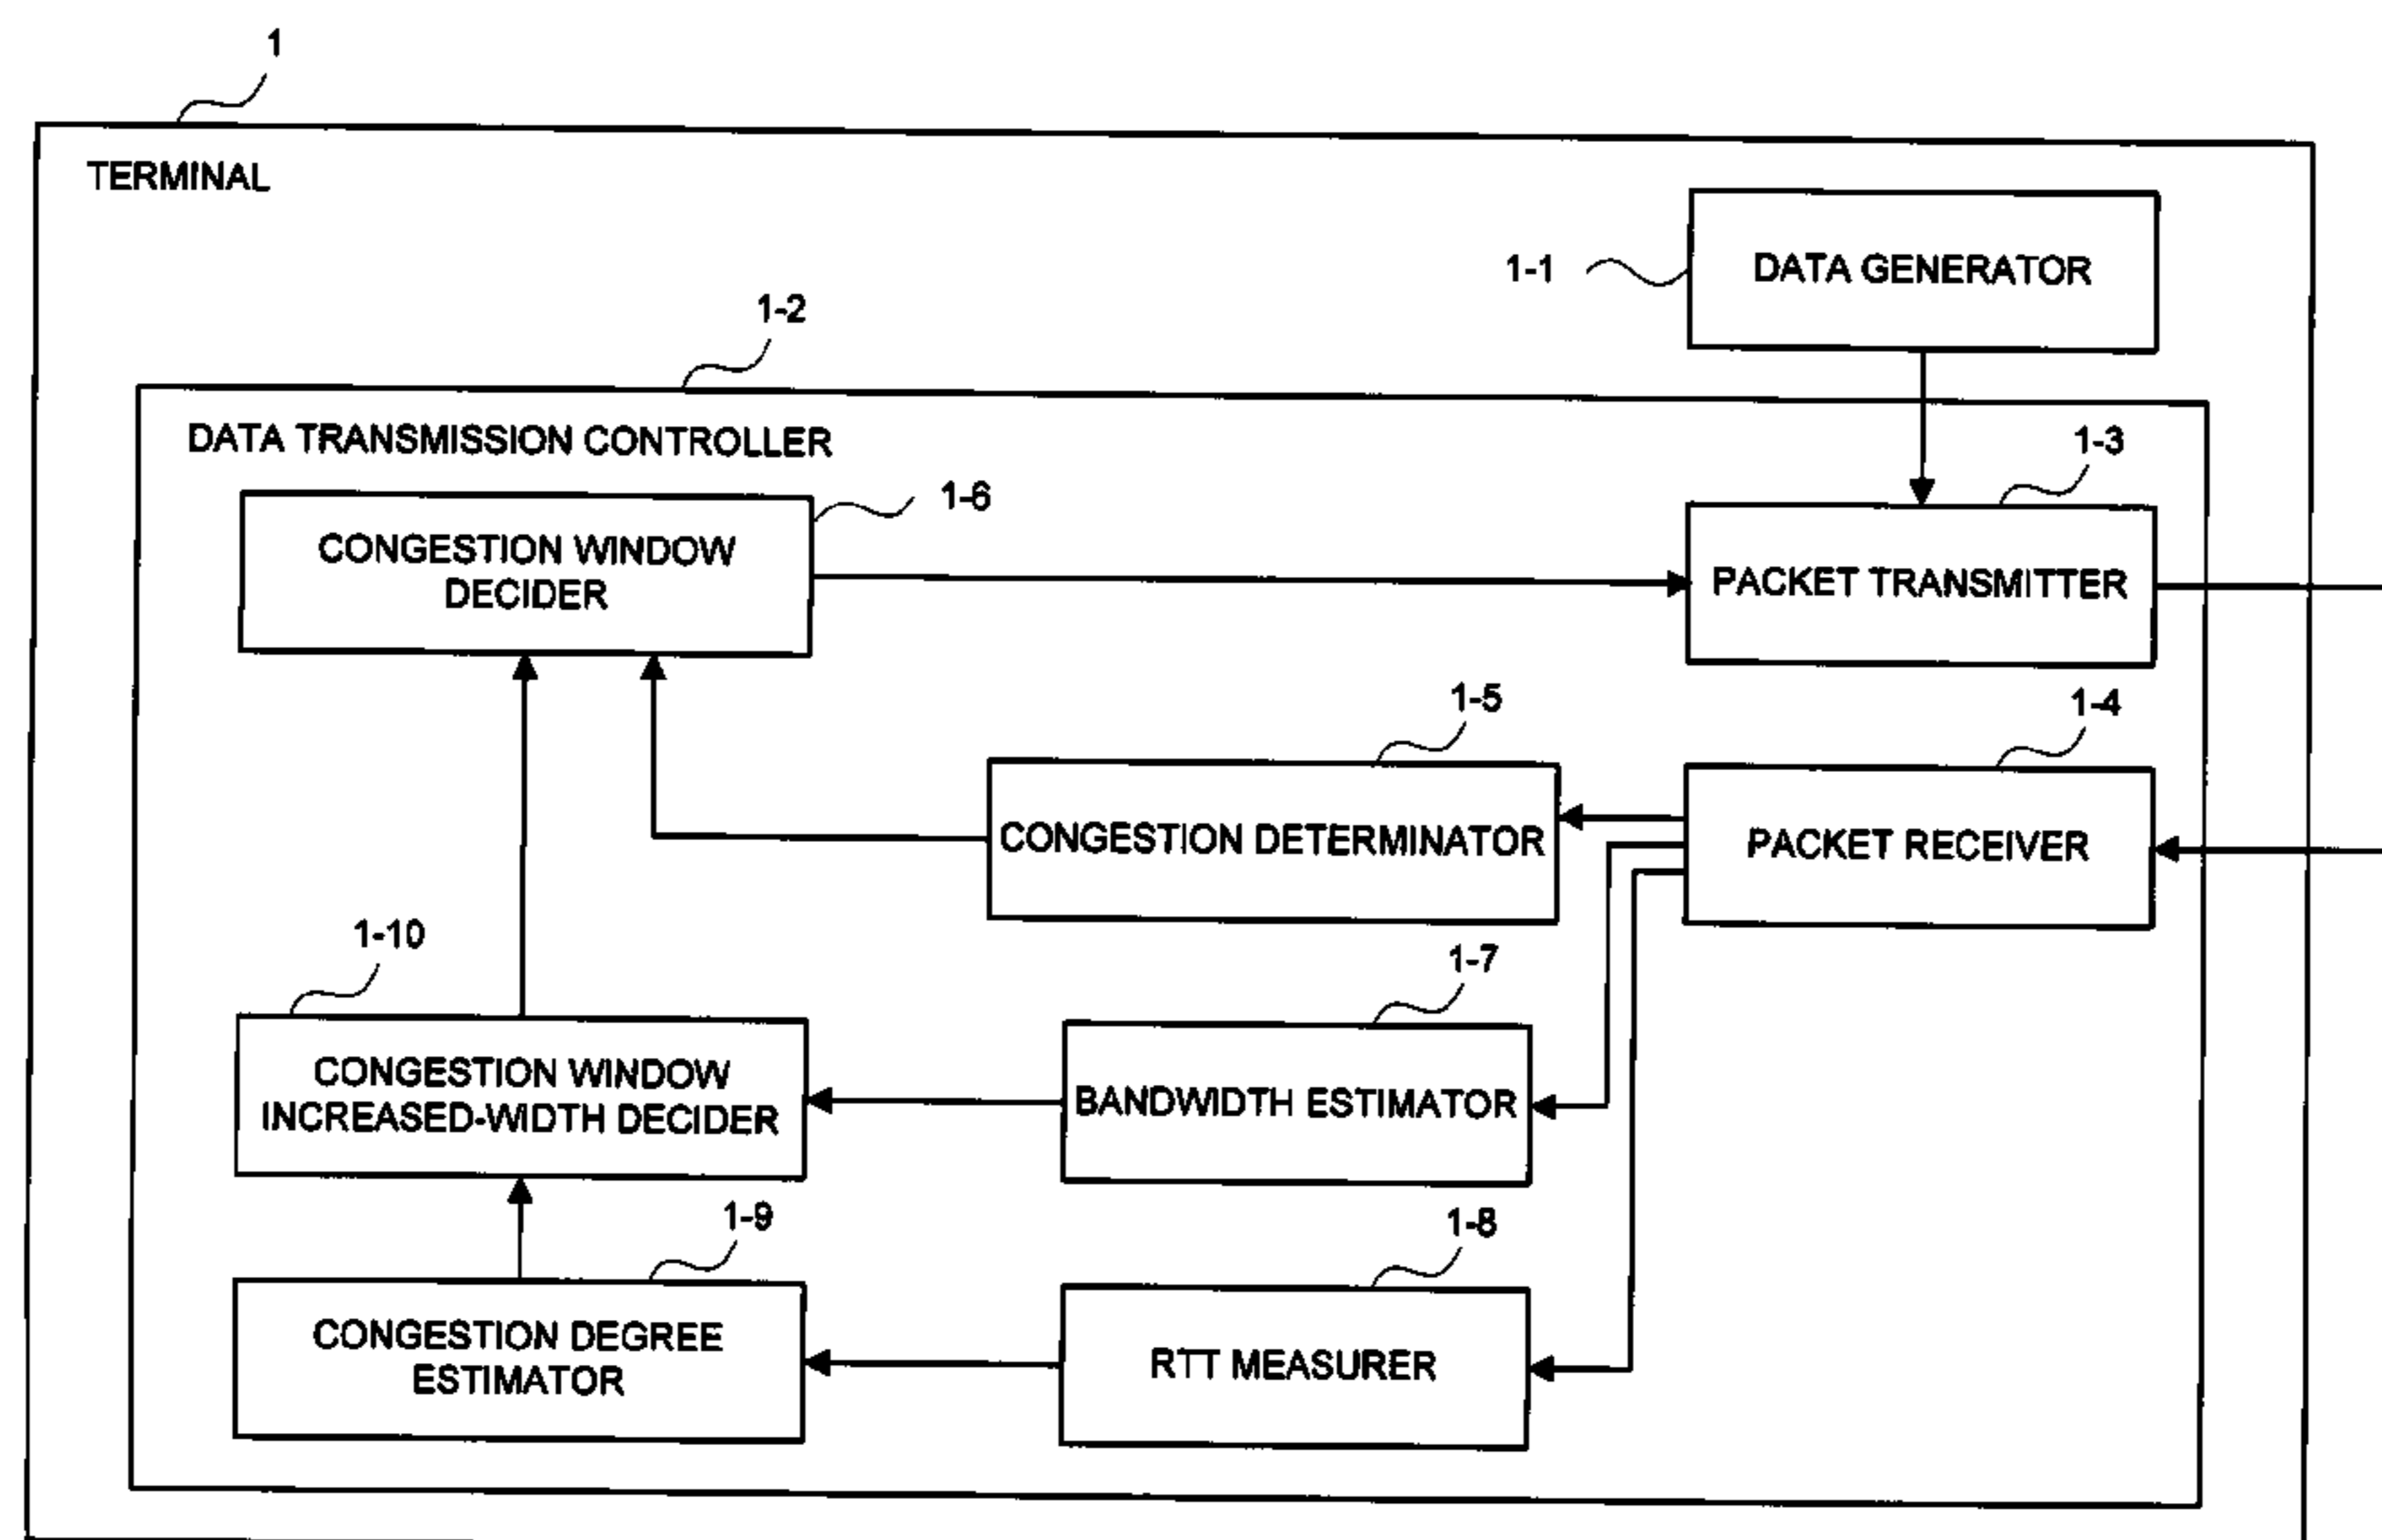 1
TERMINAL
DATA GENERATOR
1-1
1-2
DATA TRANSMISSION CONTROLLER
1-3
1-6
CONGESTION WINDOW
DECIDER
PACKET TRANSMITTER
1-5
1-4
CONGESTION DETERMINATOR
PACKET RECEIVER
1-10
1-7
CONGESTION WINDOW
INCREASED-WIDTH DECIDER
BANDWIDTH ESTIMATOR
1-9
1-8
CONGESTION DEGREE
ESTIMATOR
RTT MEASURER